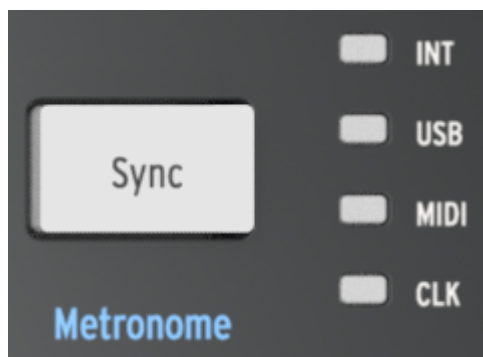 Sync
Metronome
INT
USB
MIDI
CLK